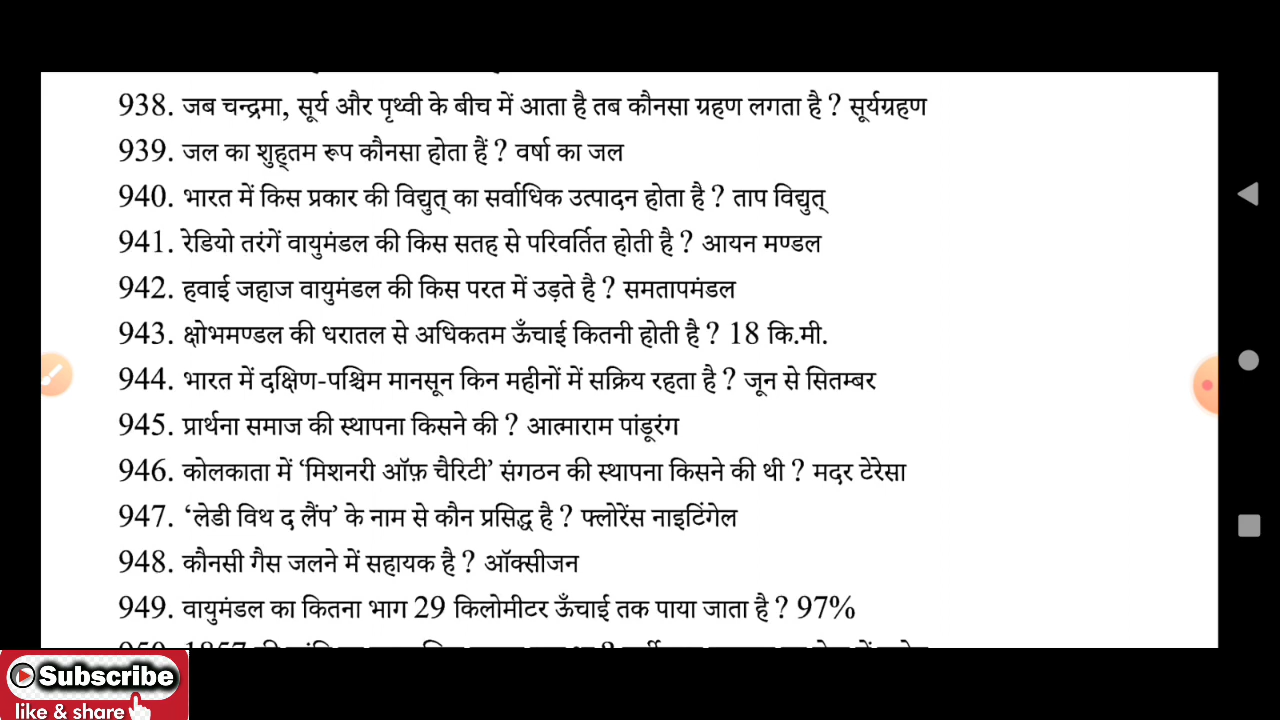 938. जब चन्द्रमा, सूर्य और पृथ्वी के बीच में आता है तब कौनसा ग्रहण लगता है ? सूर्यग्रहण
939. जल का शुह्तम रूप कौनसा होता हैं ? वर्षा का जल
940. भारत में किस प्रकार की विद्युत् का सर्वाधिक उत्पादन होता है ? ताप विद्युत्
941. रेडियो तरंगें वायुमंडल की किस सतह से परिवर्तित होती है ? आयन मण्डल
942. हवाई जहाज वायुमंडल की किस परत में उड़ते है ? समतापमंडल
943. क्षोभमण्डल की धरातल से अधिकतम ऊँचाई कितनी होती है ? 18 कि.मी.
944. भारत में दक्षिण-पश्चिम मानसून किन महीनों में सक्रिय रहता है ? जून से सितम्बर
945. प्रार्थना समाज की स्थापना किसने की ? आत्माराम पांडूरंग
946. कोलकाता में ‘मिशनरी ऑफ़ चैरिटी’ संगठन की स्थापना किसने की थी ? मदर टेरेसा
947. ‘लेडी विथ द लैंप’ के नाम से कौन प्रसिद्ध है ? फ्लोरेंस नाइटिंगेल
948. कौनसी गैस जलने में सहायक है ? ऑक्सीजन
949. वायुमंडल का कितना भाग 29 किलोमीटर ऊँचाई तक पाया जाता है ? 97%
950. 1857
Subscribe
like & share